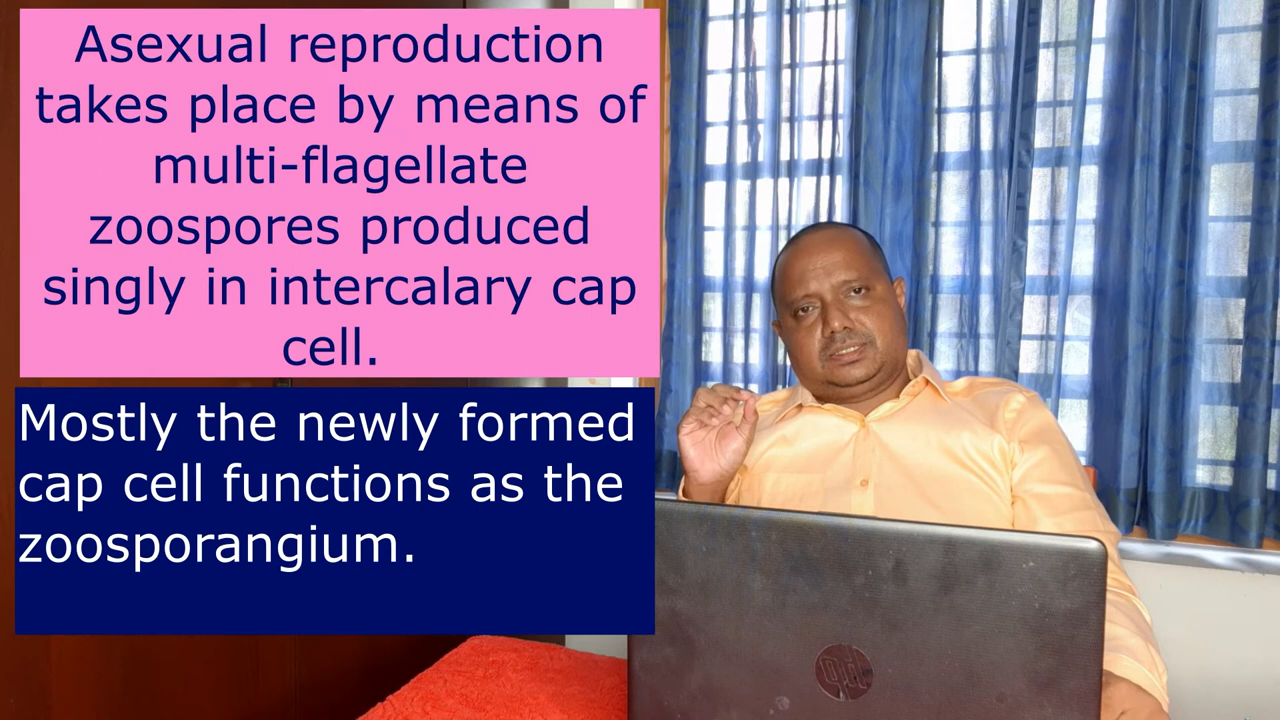 Asexual reproduction
takes place by means of
multi-flagellate
zoospores produced
singly in intercalary cap
cell.
Mostly the newly formed
cap cell functions as the
zoosporangium.
hp